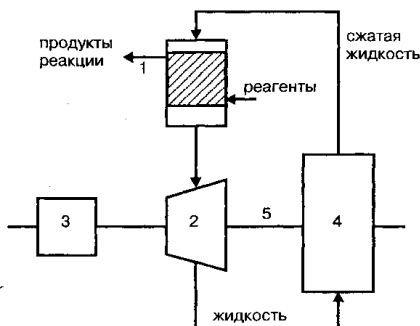 продукты
реакции
1
сжатая
жидкость
реагенты
3
2
5
4
жидкость